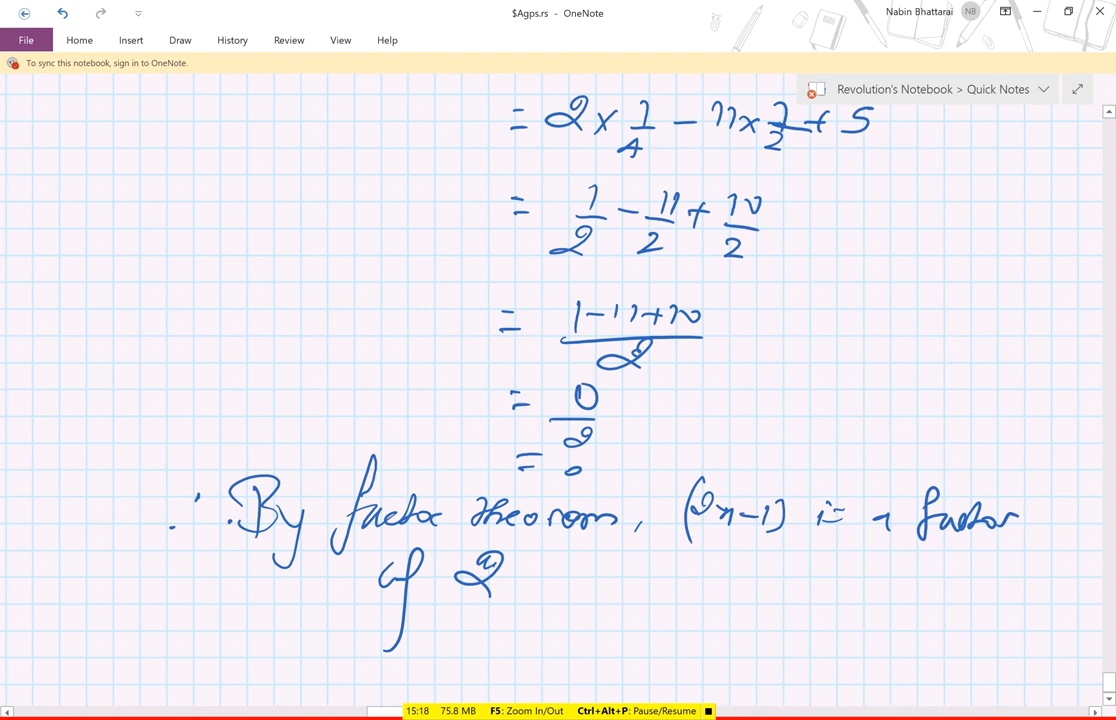 $Agps.rs - OneNote
Nabin Bhattarai NB
File Home Insert Draw History Review View Help
To sync this notebook, sign in to OneNote.
Revolution's Notebook > Quick Notes
= 2 × 1/4 - 11 × 1/2 + 5
= 1/2 - 11/2 + 10/2
= (1-11+10)/2
= 0/2
= 0
∴ By factor theorem, (2x-1) is a factor
of 2
15:18 75.8 MB F5: Zoom In/Out Ctrl+Alt+P: Pause/Resume